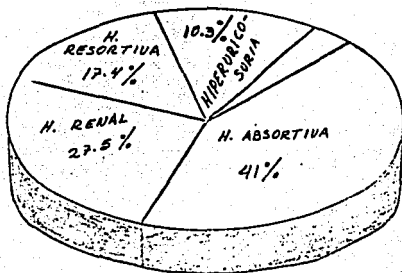 H.
RESORTIVA
17.4%
10.3%
HIPERURICO-
SURIA
H. RENAL
27.5%
H. ABSORTIVA
41%